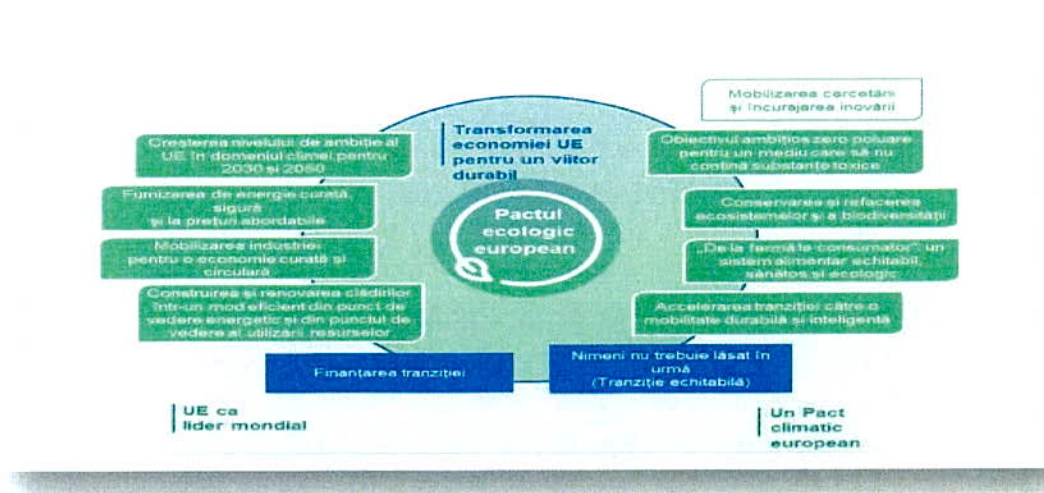 Mobilizarea cercetării
și încurajarea inovării
Transformarea
economiei UE
pentru un viitor
durabil
Creșterea nivelului de ambiție al
UE în domeniul climei pentru
2030 și 2050
Furnizarea de energie curată,
sigură
și la prețuri abordabile
Mobilizarea industriei
pentru o economie curată și
circulară
Construirea și renovarea clădirilor
într-un mod eficient din punct de
vedere energetic și din punctul de
vedere al utilizării resurselor
Pactul
ecologic
european
Obiectivul ambițios zero poluare
pentru un mediu care să nu
conțină substanțe toxice
Conservarea și refacerea
ecosistemelor și a biodiversității
„De la fermă la consumator”: un
sistem alimentar echitabil,
sănătos și ecologic
Accelerarea tranziției către o
mobilitate durabilă și inteligentă
Finanțarea tranziției
Nimeni nu trebuie lăsat în
urmă
(Tranziție echitabilă)
UE ca
lider mondial
Un Pact
climatic
european